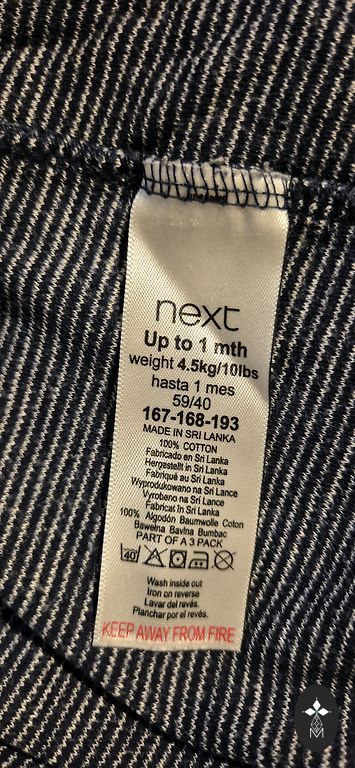 next
Up to 1 mth
weight 4.5kg/10lbs
hasta 1 mes
59/40
167-168-193
MADE IN SRI LANKA
100% COTTON
Fabricado en Sri Lanka
Hergestellt in Sri Lanka
Fabriqué au Sri Lanka
Wyprodukowano na Sri Lance
Vyrobeno na Sri Lance
Fabricat în Sri Lanka
100% Algodón Baumwolle Coton
Bawełna Bavlna Bumbac
PART OF A 3 PACK
40
Wash inside out
Iron on reverse
Lavar del revés.
Planchar por el revés.
KEEP AWAY FROM FIRE